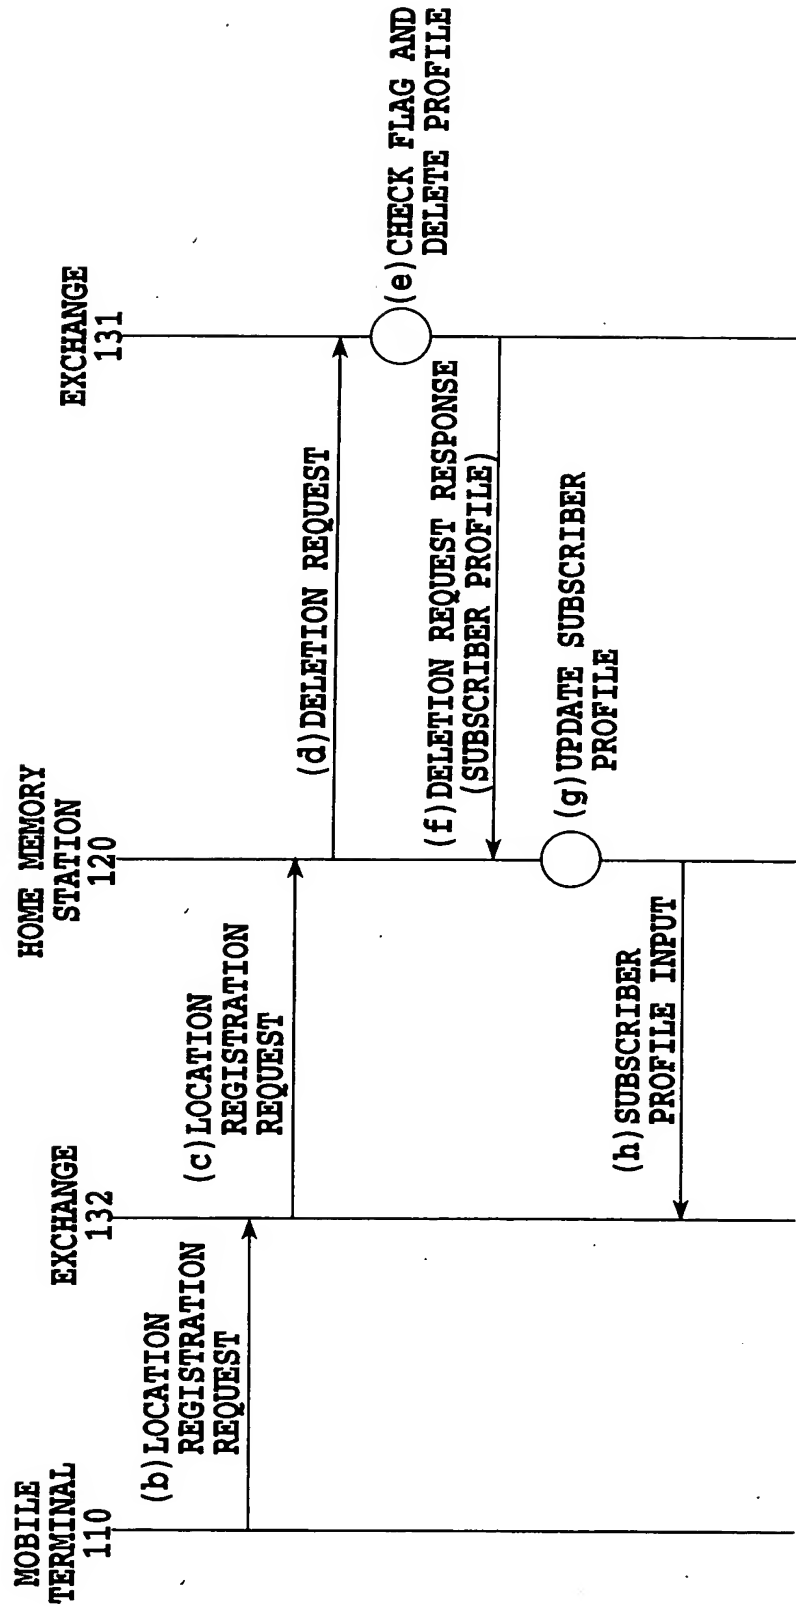 MOBILE
TERMINAL
110
EXCHANGE
132
HOME MEMORY
STATION
120
EXCHANGE
131
(b)LOCATION
REGISTRATION
REQUEST
(c)LOCATION
REGISTRATION
REQUEST
(d)DELETION REQUEST
(e)CHECK FLAG AND
DELETE PROFILE
(f)DELETION REQUEST RESPONSE
(SUBSCRIBER PROFILE)
(g)UPDATE SUBSCRIBER
PROFILE
(h)SUBSCRIBER
PROFILE INPUT